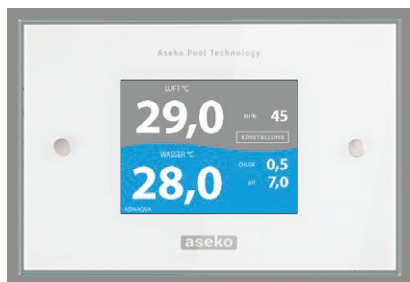 Aseko Pool Technology
LUFT °C
29,0
RH % 45
EINSTELLUNG
WASSER °C
28,0
CHLOR 0,5
pH 7,0
ASINAQUA
aseko